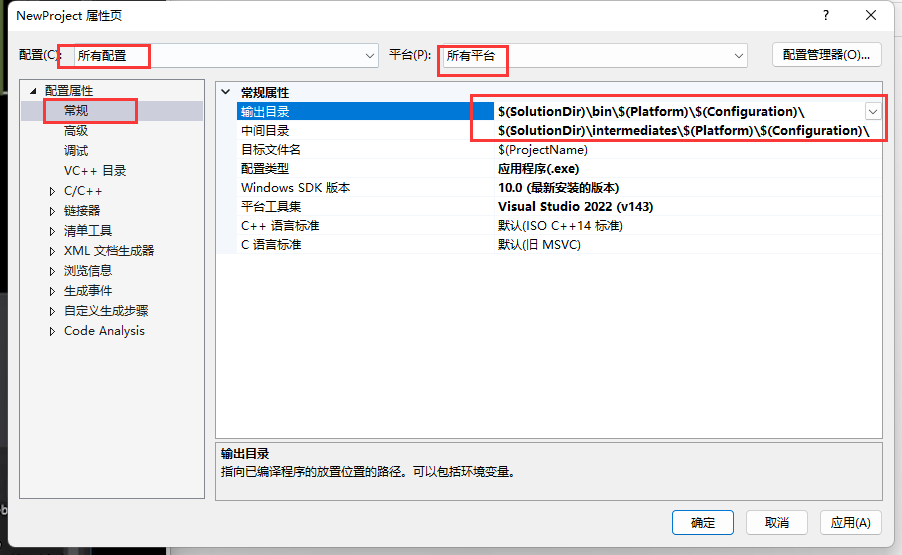 NewProject 属性页
?
配置(C): 所有配置 平台(P): 所有平台 配置管理器(O)...
配置属性
常规
高级
调试
VC++ 目录
C/C++
链接器
清单工具
XML 文档生成器
浏览信息
生成事件
自定义生成步骤
Code Analysis
常规属性
输出目录 $(SolutionDir)\bin\$(Platform)\$(Configuration)\
中间目录 $(SolutionDir)\intermediates\$(Platform)\$(Configuration)\
目标文件名 $(ProjectName)
配置类型 应用程序(.exe)
Windows SDK 版本 10.0 (最新安装的版本)
平台工具集 Visual Studio 2022 (v143)
C++ 语言标准 默认(ISO C++14 标准)
C 语言标准 默认(旧 MSVC)
输出目录
指向已编译程序的放置位置的路径。可以包括环境变量。
确定 取消 应用(A)